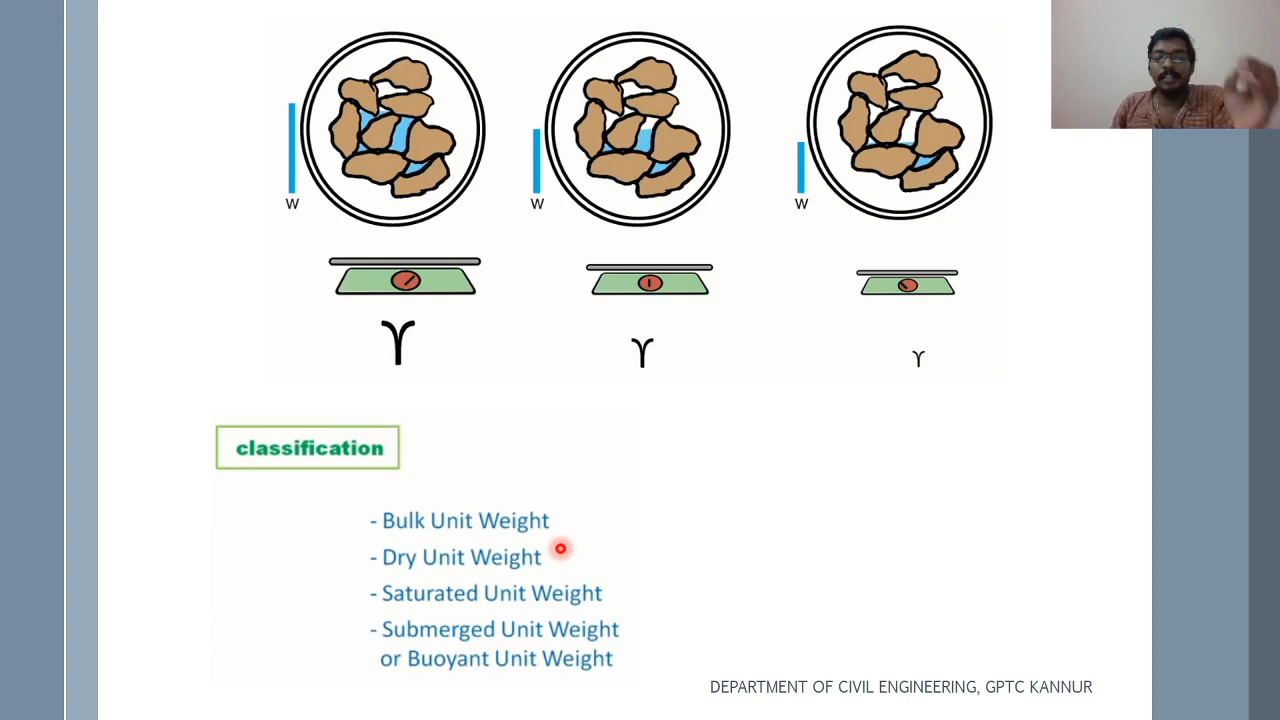 W
W
W
ϒ
ϒ
ϒ
classification
- Bulk Unit Weight
- Dry Unit Weight
- Saturated Unit Weight
- Submerged Unit Weight
or Buoyant Unit Weight
DEPARTMENT OF CIVIL ENGINEERING, GPTC KANNUR